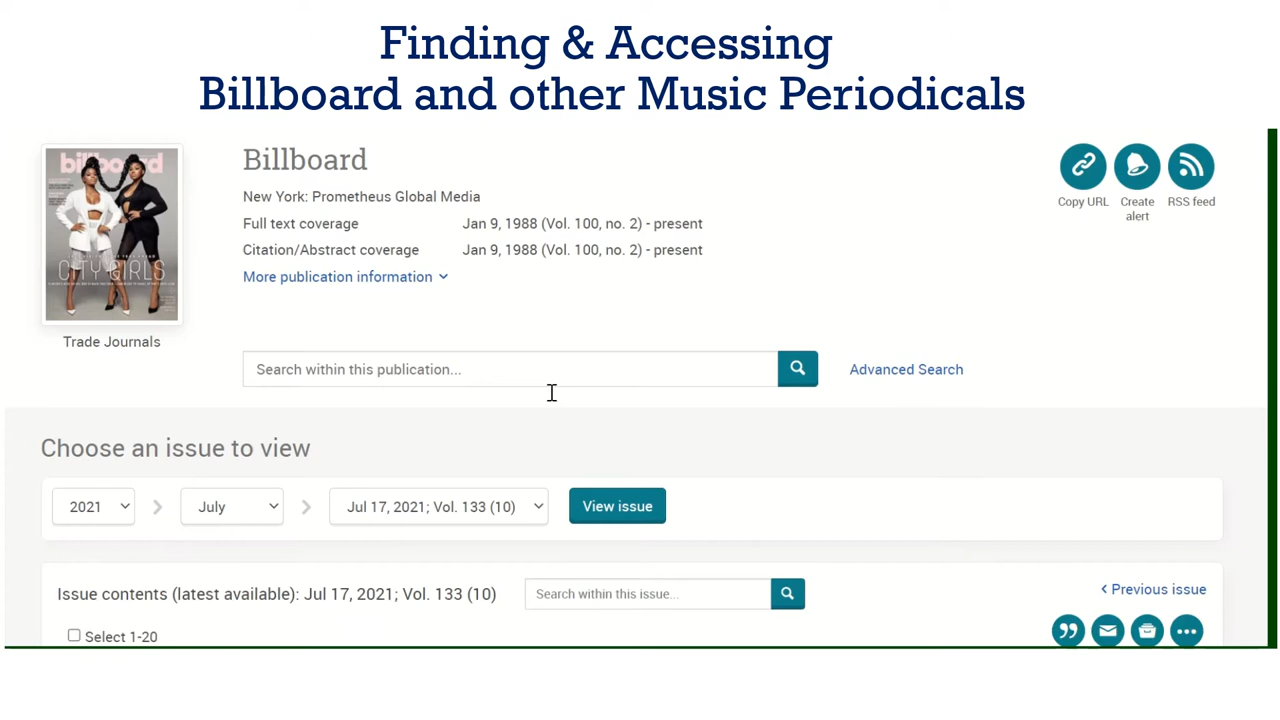 Finding & Accessing
Billboard and other Music Periodicals
billboard
CITY GIRLS
Trade Journals
Billboard
New York: Prometheus Global Media
Full text coverage Jan 9, 1988 (Vol. 100, no. 2) - present
Citation/Abstract coverage Jan 9, 1988 (Vol. 100, no. 2) - present
More publication information
Copy URL
Create alert
RSS feed
Search within this publication...
Advanced Search
Choose an issue to view
2021 July Jul 17, 2021; Vol. 133 (10) View issue
Issue contents (latest available): Jul 17, 2021; Vol. 133 (10) Search within this issue... Previous issue
Select 1-20